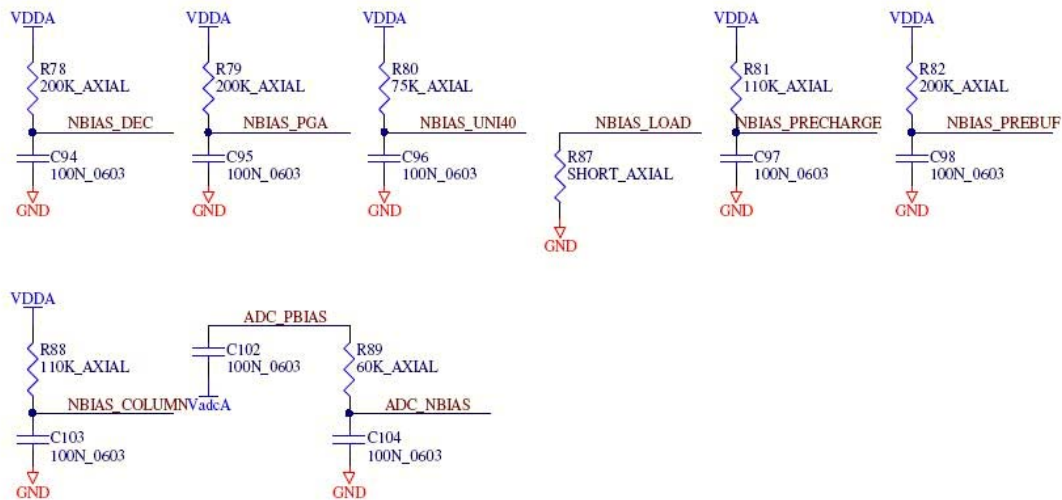 VDDA
VDDA
VDDA
VDDA
VDDA
R78
200K_AXIAL
R79
200K_AXIAL
R80
75K_AXIAL
R81
110K_AXIAL
R82
200K_AXIAL
NBIAS_DEC
NBIAS_PGA
NBIAS_UNI40
NBIAS_LOAD
NBIAS_PRECHARGE
NBIAS_PREBUF
C94
100N_0603
C95
100N_0603
C96
100N_0603
R87
SHORT_AXIAL
C97
100N_0603
C98
100N_0603
GND
GND
GND
GND
GND
GND
VDDA
ADC_PBIAS
R88
110K_AXIAL
C102
100N_0603
R89
60K_AXIAL
NBIAS_COLUMN
VadcA
ADC_NBIAS
C103
100N_0603
C104
100N_0603
GND
GND